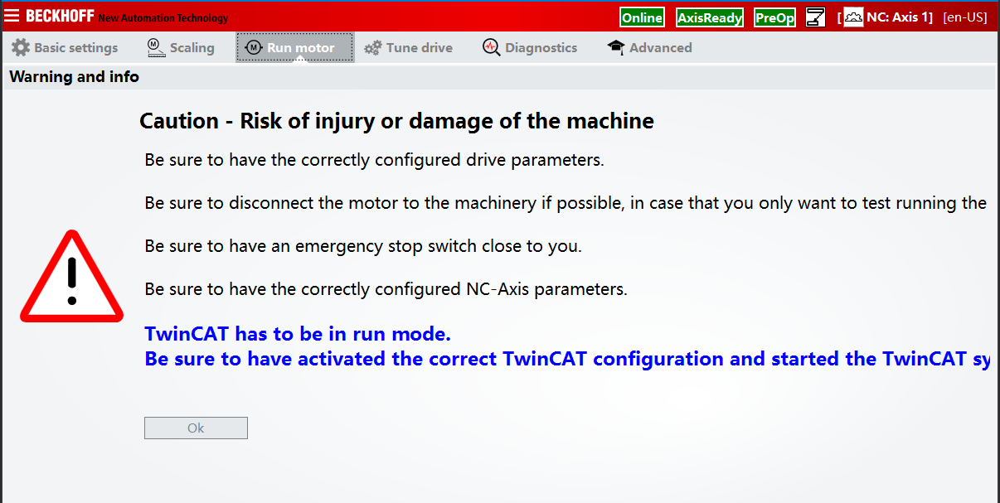 BECKHOFF New Automation Technology
Online AxisReady PreOp [ NC: Axis 1] [en-US]
Basic settings M Scaling M Run motor Tune drive Diagnostics Advanced
Warning and info
Caution - Risk of injury or damage of the machine
Be sure to have the correctly configured drive parameters.
Be sure to disconnect the motor to the machinery if possible, in case that you only want to test running the
Be sure to have an emergency stop switch close to you.
Be sure to have the correctly configured NC-Axis parameters.
TwinCAT has to be in run mode.
Be sure to have activated the correct TwinCAT configuration and started the TwinCAT sy
Ok